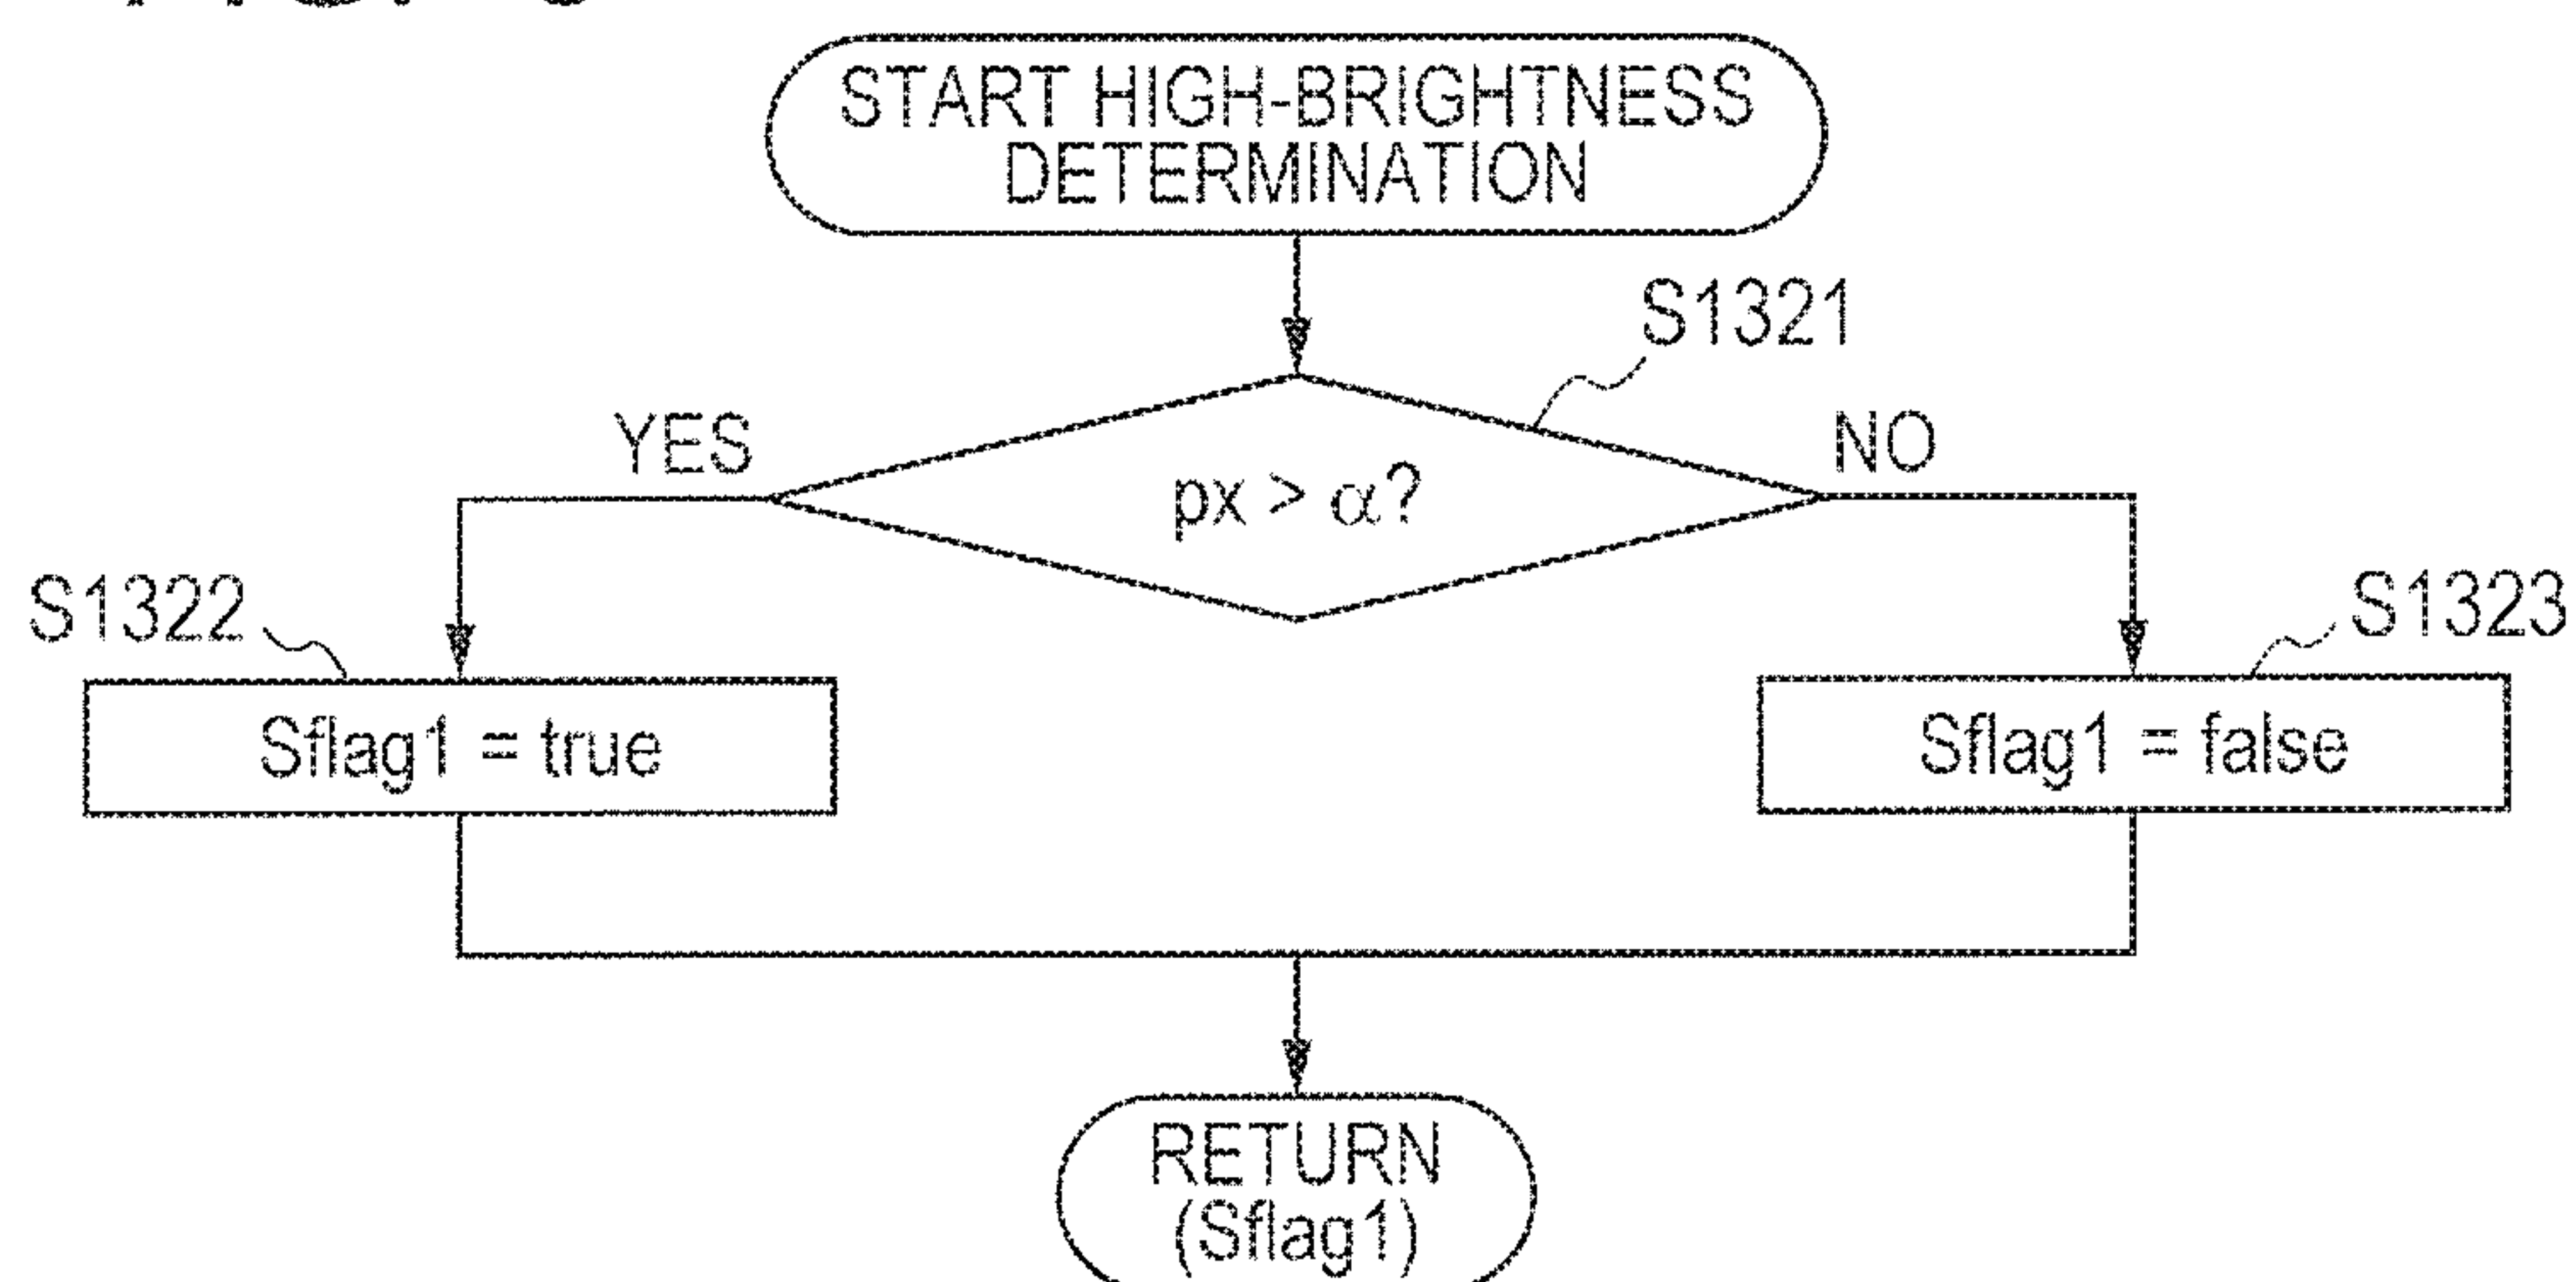 START HIGH-BRIGHTNESS
DETERMINATION
S1321
YES
NO
px > α?
S1322
S1323
Sflag1 = true
Sflag1 = false
RETURN
(Sflag1)